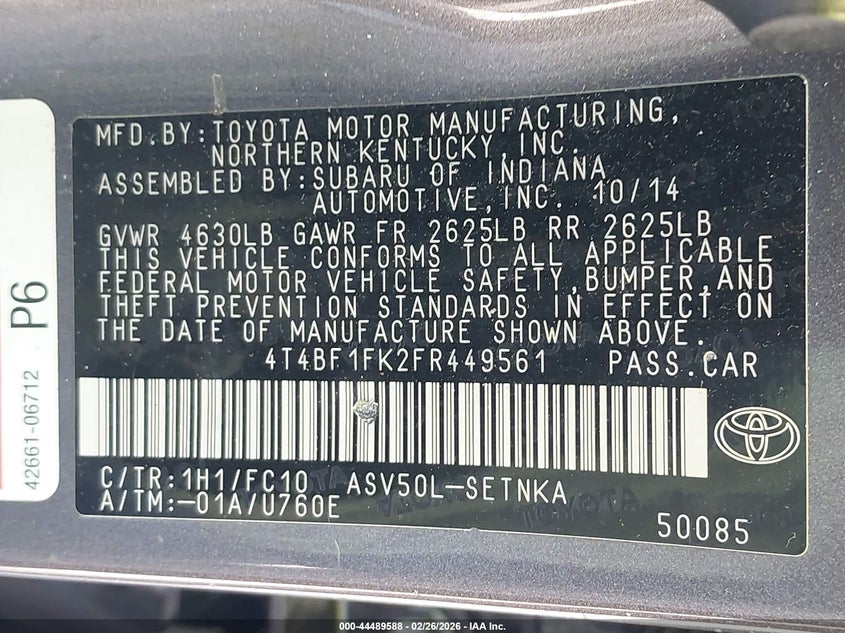 MFD.BY:TOYOTA MOTOR MANUFACTURING,
NORTHERN KENTUCKY,INC.
ASSEMBLED BY:SUBARU OF INDIANA
AUTOMOTIVE,INC. 10/14
GVWR 4630LB GAWR FR 2625LB RR 2625LB
THIS VEHICLE CONFORMS TO ALL APPLICABLE
FEDERAL MOTOR VEHICLE SAFETY,BUMPER,AND
THEFT PREVENTION STANDARDS IN EFFECT ON
THE DATE OF MANUFACTURE SHOWN ABOVE.
4T4BF1FK2FR449561 PASS.CAR
C/TR:1H1/FC10 ASV50L-SETNKA
A/TM:-01A/U760E
50085
P6
42661-06712
000-44489588 - 02/26/2026 - IAA Inc.